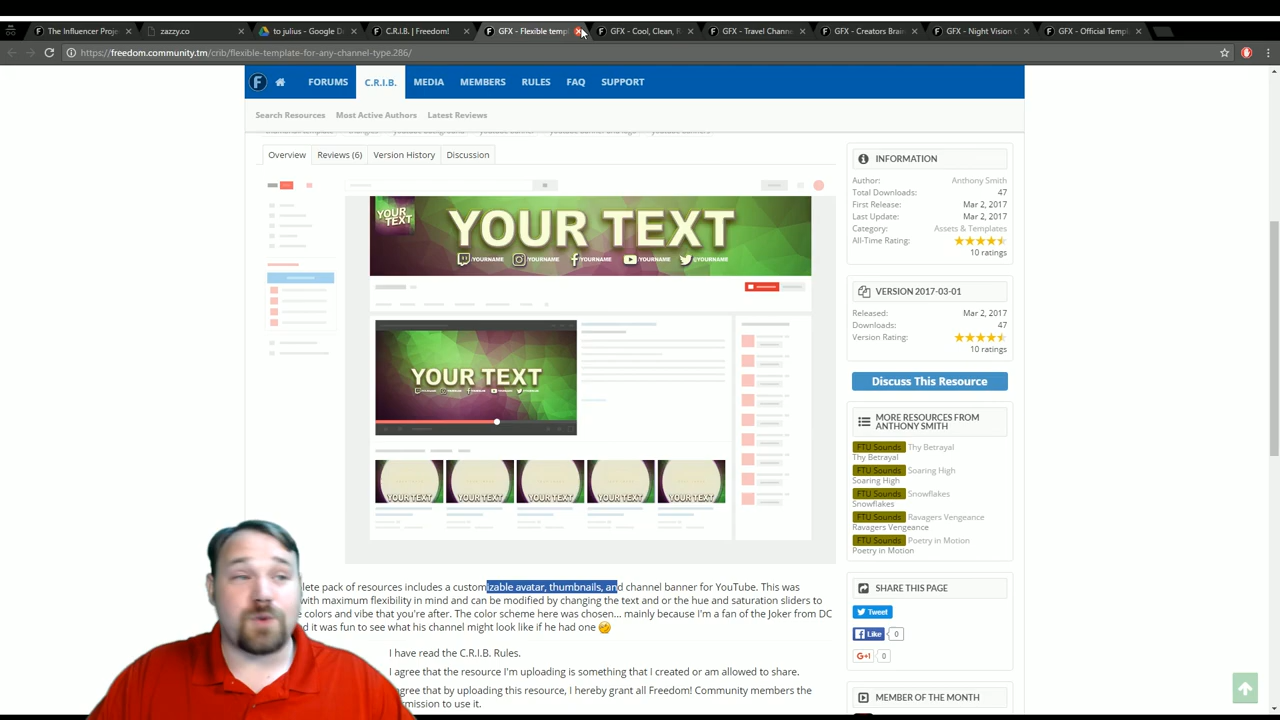 The Influencer Projec
zazzy.co
to julius - Google D
C.R.I.B. | Freedom!
GFX - Flexible templ
GFX - Cool, Clean, R
GFX - Travel Chann
GFX - Creators Brai
GFX - Night Vision C
GFX - Official Templ
https://freedom.community.tm/crib/flexible-template-for-any-channel-type.286/
F FORUMS C.R.I.B. MEDIA MEMBERS RULES FAQ SUPPORT
Search Resources Most Active Authors Latest Reviews
Overview Reviews (6) Version History Discussion
YOUR TEXT
YOUR TEXT
/YOURNAME /YOURNAME /YOURNAME /YOURNAME @YOURNAME
YOUR TEXT
YOUR TEXT YOUR TEXT YOUR TEXT YOUR TEXT YOUR TEXT
lete pack of resources includes a customizable avatar, thumbnails, and channel banner for YouTube. This was
with maximum flexibility in mind and can be modified by changing the text and or the hue and saturation sliders to
colors and vibe that you're after. The color scheme here was chosen... mainly because I'm a fan of the Joker from DC
d it was fun to see what his channel might look like if he had one
I have read the C.R.I.B. Rules.
I agree that the resource I'm uploading is something that I created or am allowed to share.
agree that by uploading this resource, I hereby grant all Freedom! Community members the
mission to use it.
INFORMATION
Author: Anthony Smith
Total Downloads: 47
First Release: Mar 2, 2017
Last Update: Mar 2, 2017
Category: Assets & Templates
All-Time Rating:
10 ratings
VERSION 2017-03-01
Released: Mar 2, 2017
Downloads: 47
Version Rating:
10 ratings
Discuss This Resource
MORE RESOURCES FROM
ANTHONY SMITH
FTU Sounds Thy Betrayal
Thy Betrayal
FTU Sounds Soaring High
Soaring High
FTU Sounds Snowflakes
Snowflakes
FTU Sounds Ravagers Vengeance
Ravagers Vengeance
FTU Sounds Poetry in Motion
Poetry in Motion
SHARE THIS PAGE
Tweet
Like 0
G+1 0
MEMBER OF THE MONTH